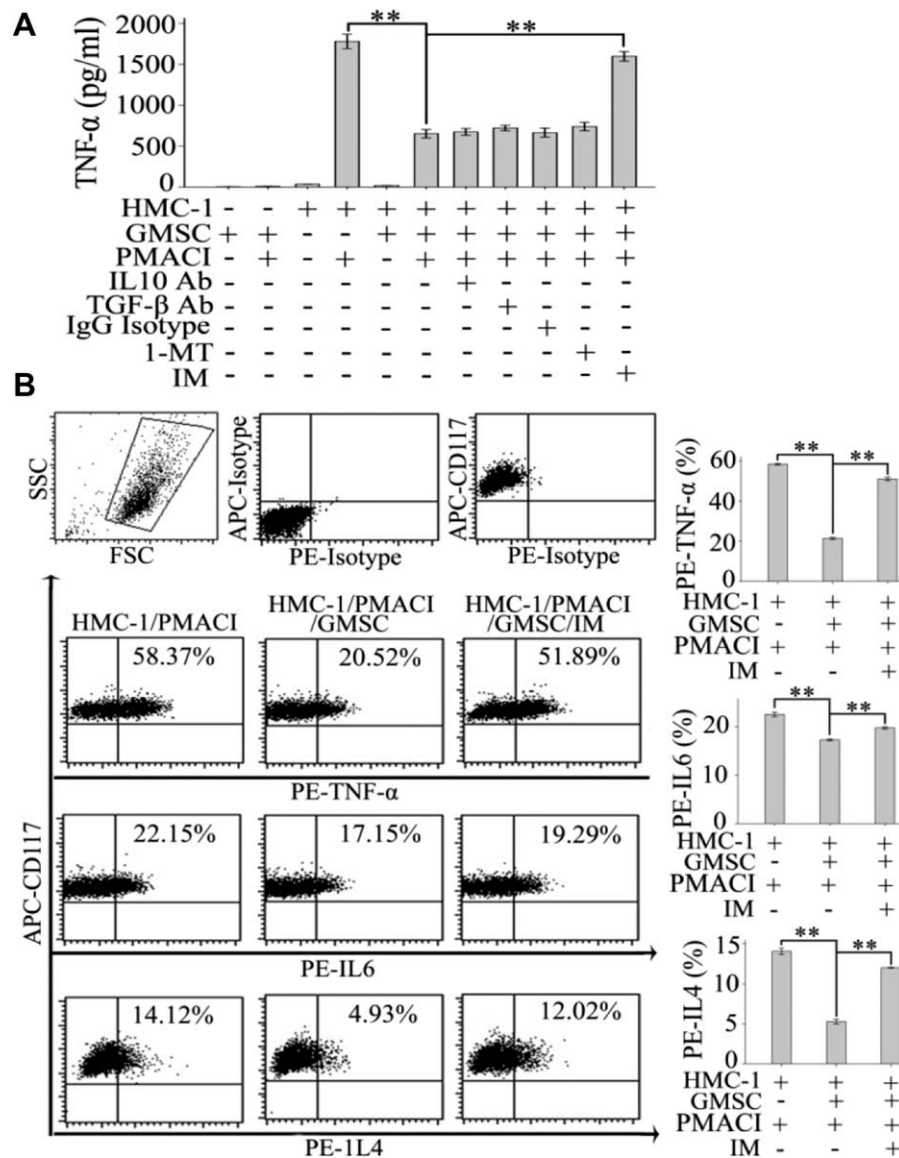 A
** **
TNF-α (pg/ml)
2000
1500
1000
500
0
HMC-1 - - + + + + + + + + +
GMSC + + - - + + + + + + +
PMACI - + - + - + + + + + +
IL10 Ab - - - - - - + - - - -
TGF-β Ab - - - - - - - + - - -
IgG Isotype - - - - - - - - + - -
1-MT - - - - - - - - - + -
IM - - - - - - - - - - +
B
SSC
FSC
APC-Isotype
PE-Isotype
APC-CD117
PE-Isotype
HMC-1/PMACI
HMC-1/PMACI
/GMSC
HMC-1/PMACI
/GMSC/IM
58.37% 20.52% 51.89%
PE-TNF-α
22.15% 17.15% 19.29%
PE-IL6
14.12% 4.93% 12.02%
PE-1L4
APC-CD117
** **
PE-TNF-α (%)
60
40
20
0
HMC-1 + + +
GMSC - + +
PMACI + + +
IM - - +
** **
PE-IL6 (%)
20
10
0
HMC-1 + + +
GMSC - + +
PMACI + + +
IM - - +
** **
PE-IL4 (%)
15
10
5
0
HMC-1 + + +
GMSC - + +
PMACI + + +
IM - - +